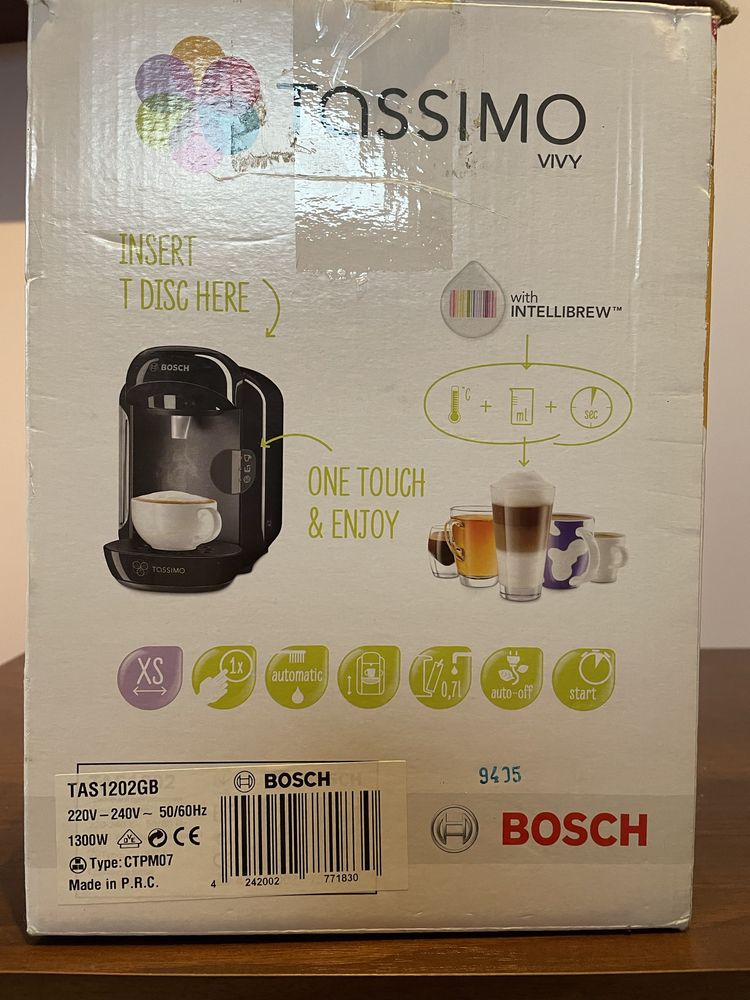 TASSIMO
VIVY
INSERT
T DISC HERE
with
INTELLIBREW™
BOSCH
°C + ml + sec
ONE TOUCH
& ENJOY
TASSIMO
XS
1x
automatic
0,7l
auto-off
start
9405
TAS1202GB
BOSCH
220V – 240V ~ 50/60Hz
1300W
CE
Type: CTPM07
Made in P.R.C.
4 242002 771830
BOSCH